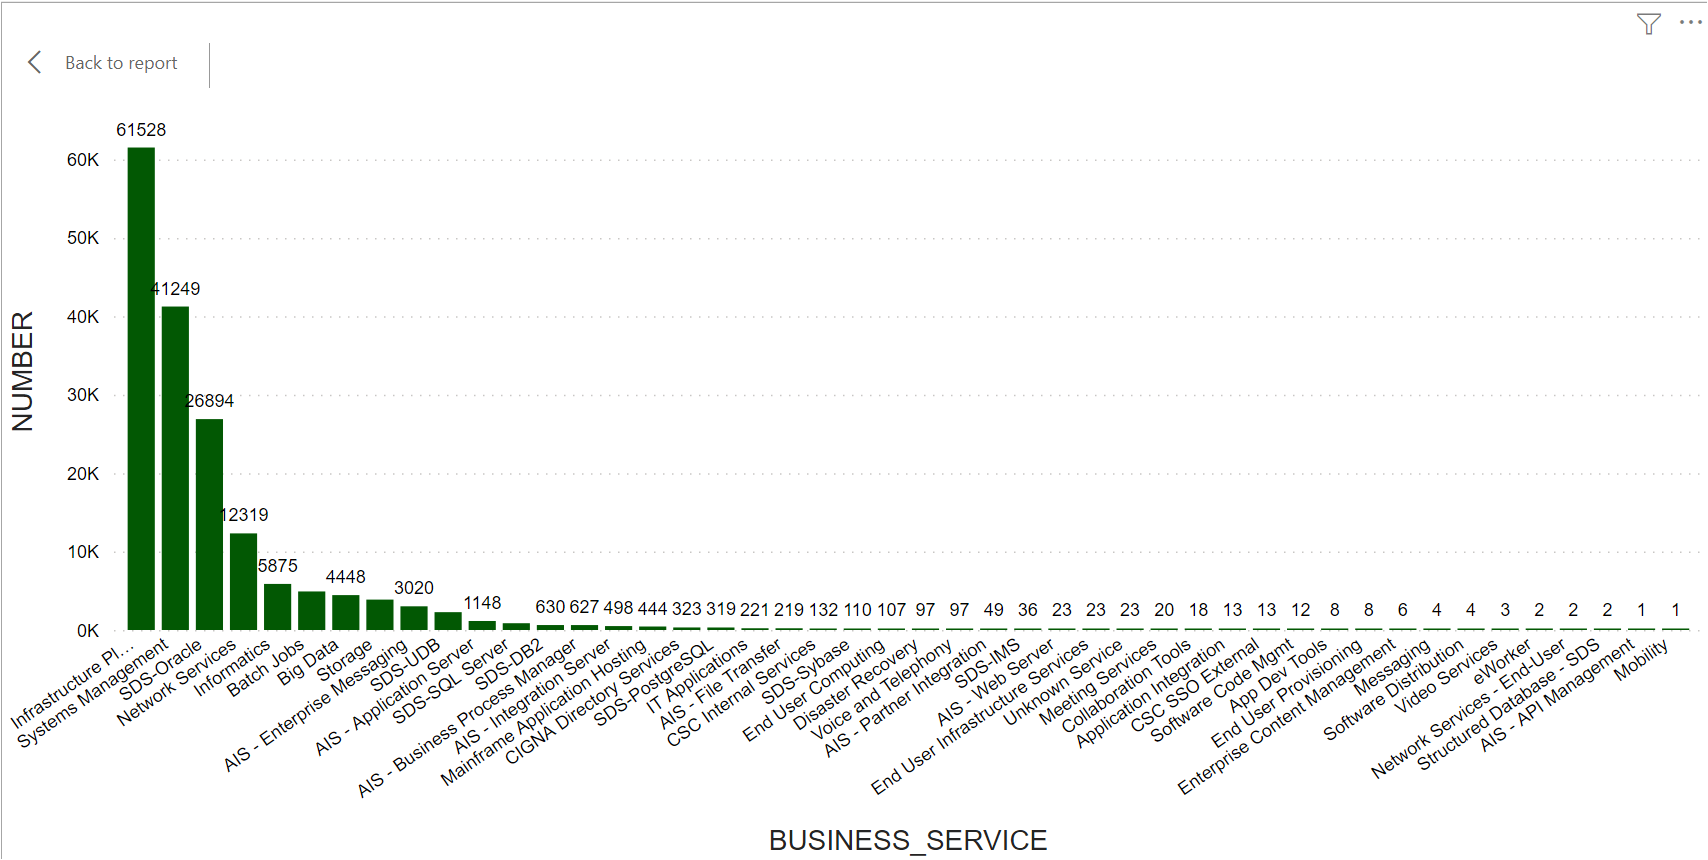 Back to report
61528
41249
26894
12319
5875
4448
3020
1148
630
627
498
444
323
319
221
219
132
110
107
97
97
49
36
23
23
23
20
18
13
13
12
8
8
6
4
4
3
2
2
2
1
1
60K
50K
40K
30K
20K
10K
0K
NUMBER
Infrastructure Pl...
Systems Management
SDS-Oracle
Network Services
Informatics
Batch Jobs
Big Data
Storage
AIS - Enterprise Messaging
SDS-UDB
AIS - Application Server
SDS-SQL Server
SDS-DB2
AIS - Business Process Manager
AIS - Integration Server
Mainframe Application Hosting
CIGNA Directory Services
SDS-PostgreSQL
IT Applications
AIS - File Transfer
CSC Internal Services
SDS-Sybase
End User Computing
Disaster Recovery
Voice and Telephony
AIS - Partner Integration
SDS-IMS
AIS - Web Server
End User Infrastructure Services
Unknown Service
Meeting Services
Collaboration Tools
Application Integration
CSC SSO External
Software Code Mgmt
App Dev Tools
End User Provisioning
Enterprise Content Management
Messaging
Software Distribution
Video Services
eWorker
Network Services - End-User
Structured Database - SDS
AIS - API Management
Mobility
BUSINESS_SERVICE